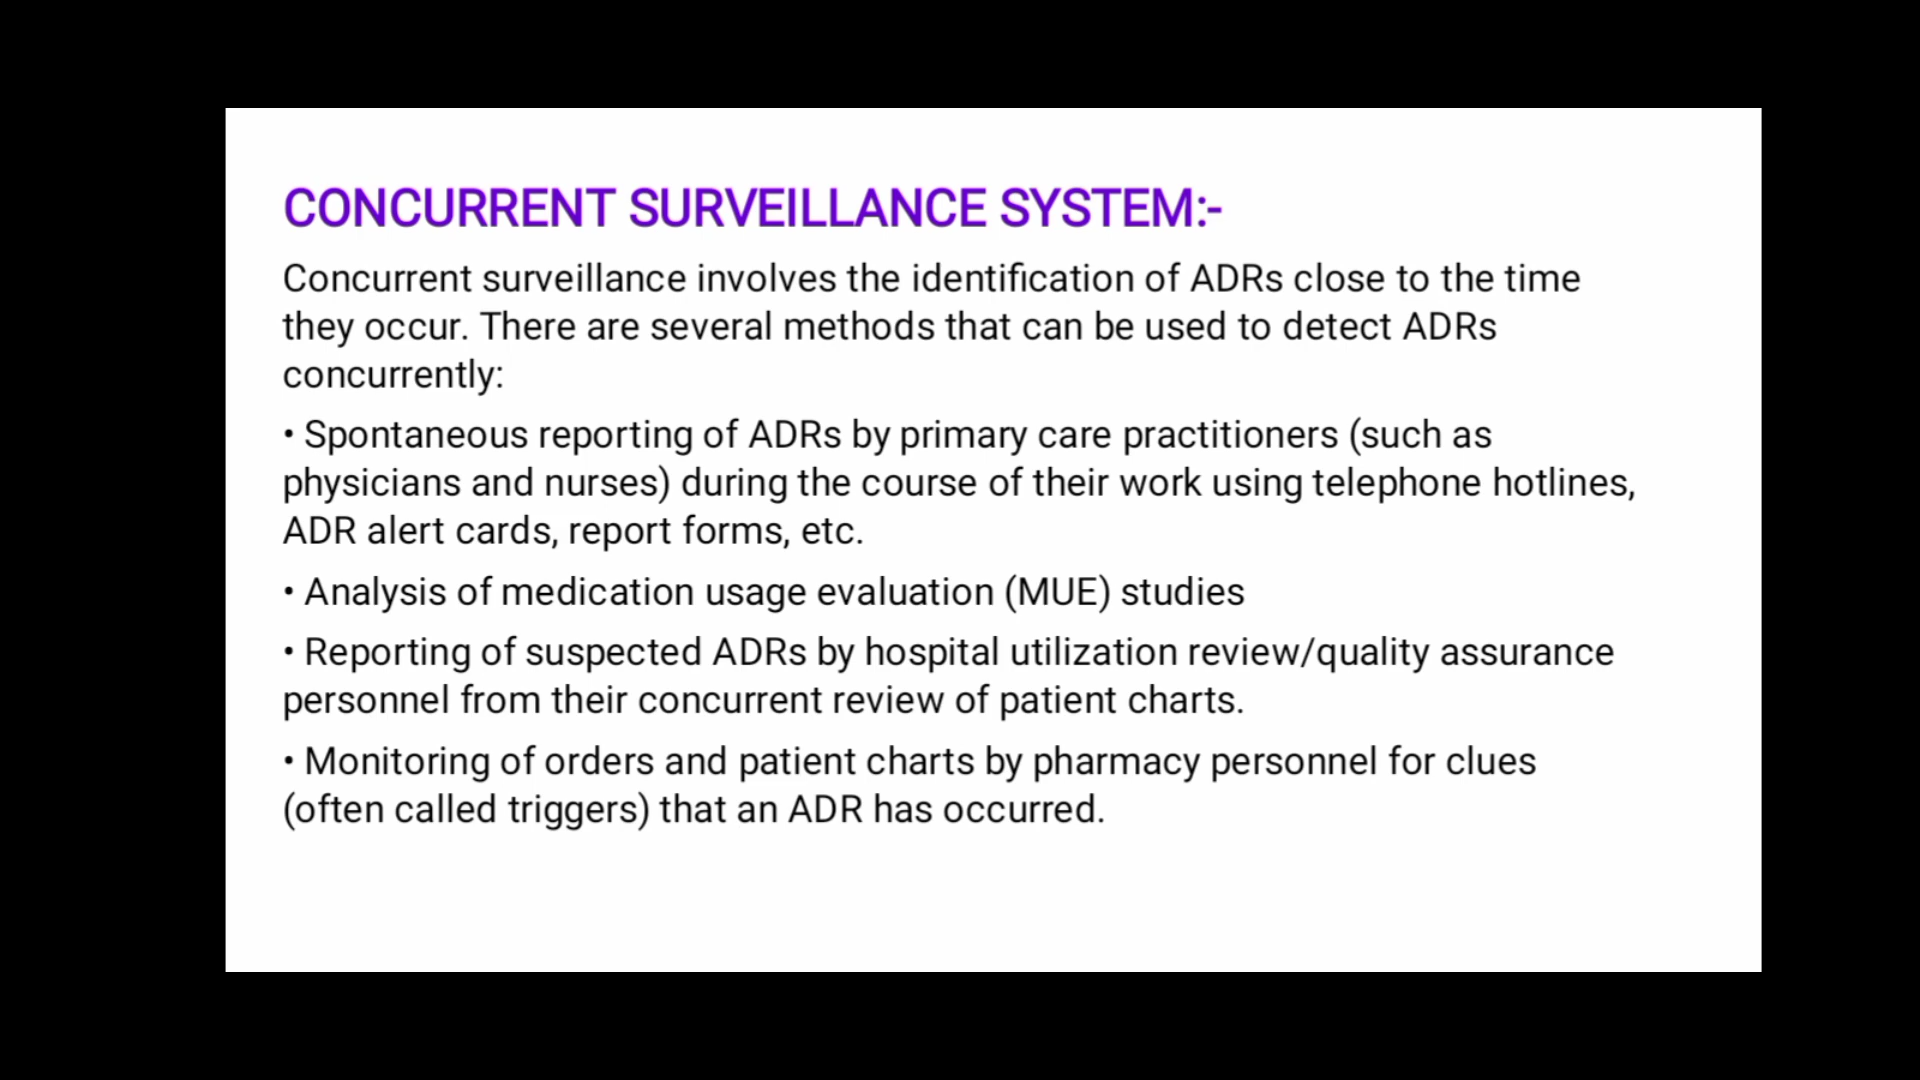 CONCURRENT SURVEILLANCE SYSTEM:-
Concurrent surveillance involves the identification of ADRs close to the time
they occur. There are several methods that can be used to detect ADRs
concurrently:
• Spontaneous reporting of ADRs by primary care practitioners (such as
physicians and nurses) during the course of their work using telephone hotlines,
ADR alert cards, report forms, etc.
• Analysis of medication usage evaluation (MUE) studies
• Reporting of suspected ADRs by hospital utilization review/quality assurance
personnel from their concurrent review of patient charts.
• Monitoring of orders and patient charts by pharmacy personnel for clues
(often called triggers) that an ADR has occurred.